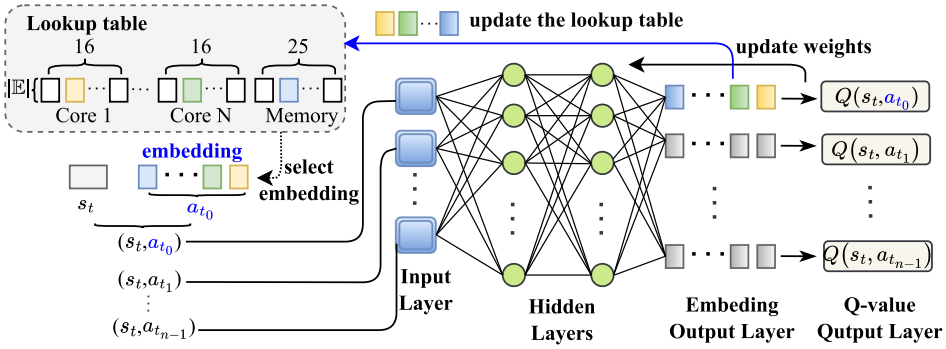 Lookup table
16 16 25
|𝔼|{
Core 1 Core N Memory
update the lookup table
update weights
embedding
select
embedding
s_t
a_{t_0}
(s_t,a_{t_0})
(s_t,a_{t_1})
(s_t,a_{t_{n-1}})
Input
Layer
Hidden
Layers
Embeding
Output Layer
Q(s_t,a_{t_0})
Q(s_t,a_{t_1})
Q(s_t,a_{t_{n-1}})
Q-value
Qutput Layer